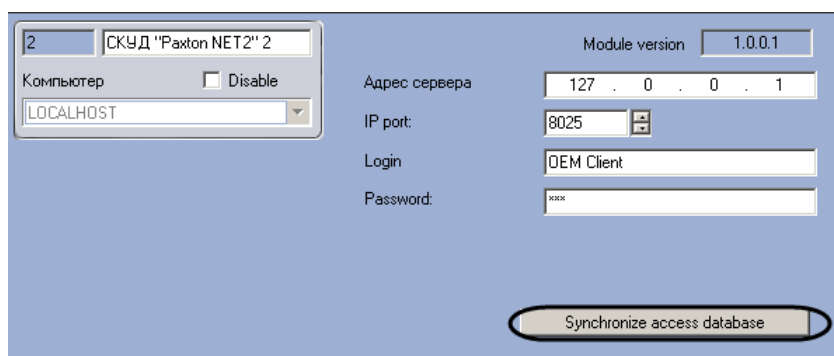 2 СКУД "Paxton NET2" 2
Компьютер Disable
LOCALHOST
Module version 1.0.0.1
Адрес сервера 127 . 0 . 0 . 1
IP port: 8025
Login OEM Client
Password: ***
Synchronize access database